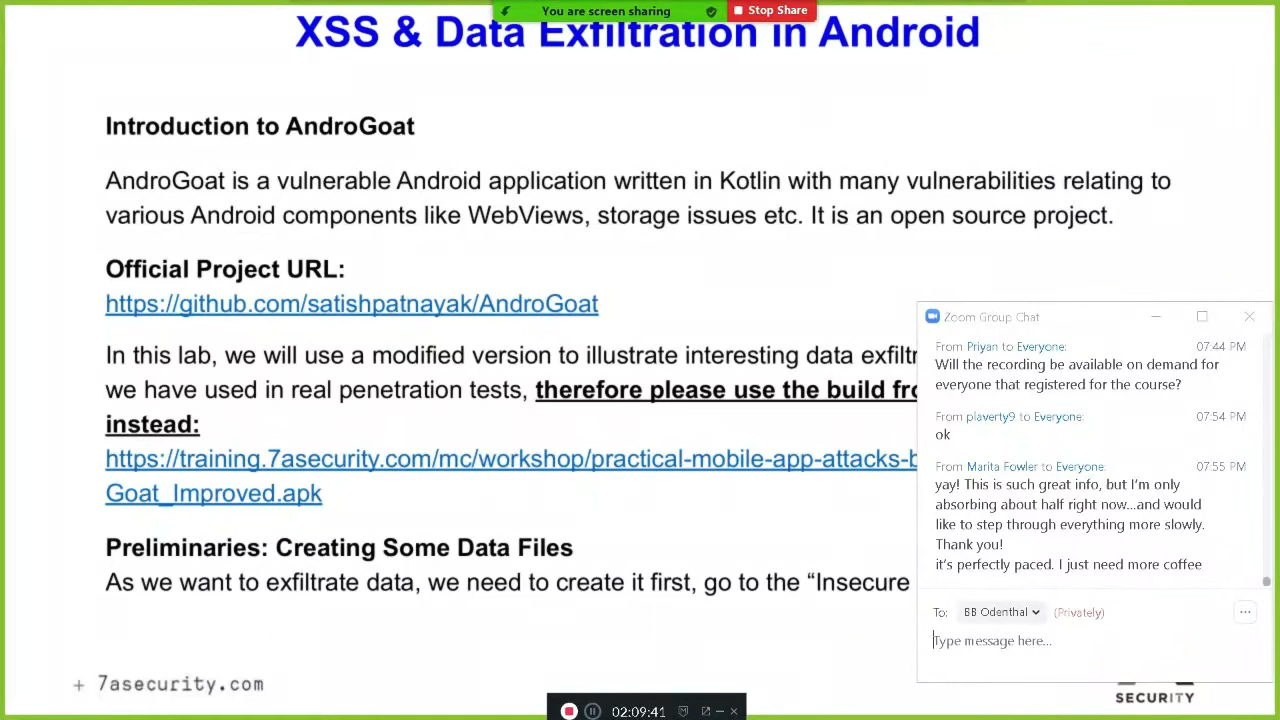 You are screen sharing
Stop Share
XSS & Data Exfiltration in Android
Introduction to AndroGoat
AndroGoat is a vulnerable Android application written in Kotlin with many vulnerabilities relating to
various Android components like WebViews, storage issues etc. It is an open source project.
Official Project URL:
https://github.com/satishpatnayak/AndroGoat
In this lab, we will use a modified version to illustrate interesting data
we have used in real penetration tests, therefore please use the build
instead:
https://training.7asecurity.com/mc/workshop/practical-mobile-app-attacks-
Goat_Improved.apk
Preliminaries: Creating Some Data Files
As we want to exfiltrate data, we need to create it first, go to the “Insecure
Zoom Group Chat
From Priyan to Everyone: 07:44 PM
Will the recording be available on demand for
everyone that registered for the course?
From plaverty9 to Everyone: 07:54 PM
ok
From Marita Fowler to Everyone: 07:55 PM
yay! This is such great info, but I’m only
absorbing about half right now...and would
like to step through everything more slowly.
Thank you!
it’s perfectly paced. I just need more coffee
To: BB Odenthal (Privately)
Type message here...
+ 7asecurity.com
SECURITY
02:09:41